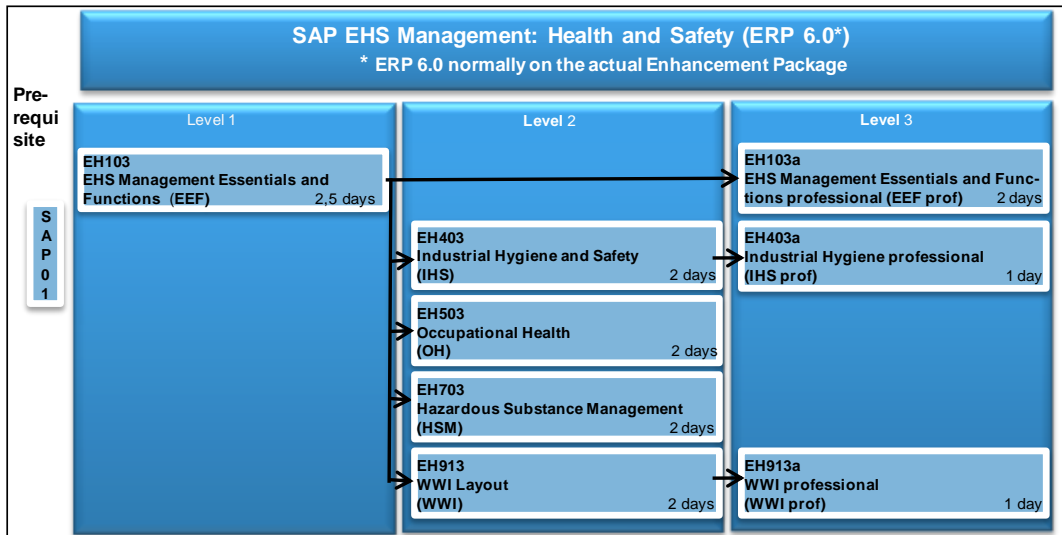 SAP EHS Management: Health and Safety (ERP 6.0*)
* ERP 6.0 normally on the actual Enhancement Package
Pre-
requi
site
S
A
P
0
1
Level 1
EH103
EHS Management Essentials and
Functions (EEF) 2,5 days
Level 2
EH403
Industrial Hygiene and Safety
(IHS) 2 days
EH503
Occupational Health
(OH) 2 days
EH703
Hazardous Substance Management
(HSM) 2 days
EH913
WWI Layout
(WWI) 2 days
Level 3
EH103a
EHS Management Essentials and Func-
tions professional (EEF prof) 2 days
EH403a
Industrial Hygiene professional
(IHS prof) 1 day
EH913a
WWI professional
(WWI prof) 1 day